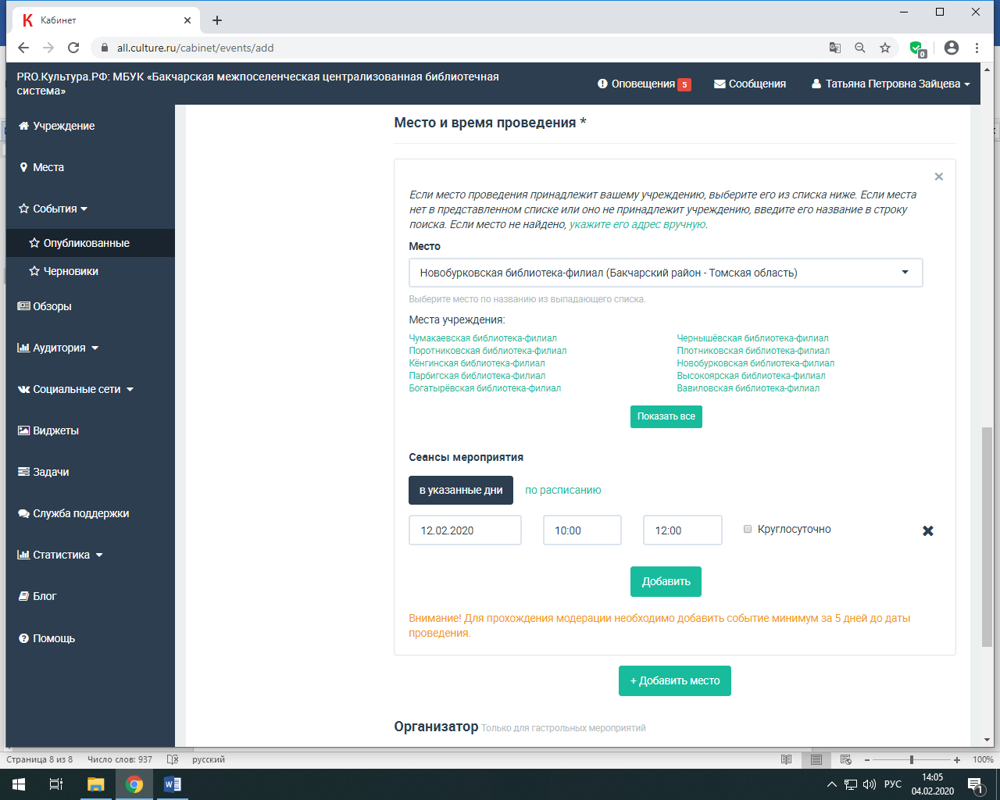 Кабинет
all.culture.ru/cabinet/events/add
0
PRO.Культура.РФ: МБУК «Бакчарская межпоселенческая централизованная библиотечная
система»
Оповещения 5
Сообщения
Татьяна Петровна Зайцева
Учреждение
Места
События
Опубликованные
Черновики
Обзоры
Аудитория
Социальные сети
Виджеты
Задачи
Служба поддержки
Статистика
Блог
Помощь
Место и время проведения *
Если место проведения принадлежит вашему учреждению, выберите его из списка ниже. Если места
нет в представленном списке или оно не принадлежит учреждению, введите его название в строку
поиска. Если место не найдено, укажите его адрес вручную.
Место
Новобурковская библиотека-филиал (Бакчарский район - Томская область)
Выберите место по названию из выпадающего списка.
Места учреждения:
Чумакаевская библиотека-филиал
Чернышёвская библиотека-филиал
Поротниковская библиотека-филиал
Плотниковская библиотека-филиал
Кёнгинская библиотека-филиал
Новобурковская библиотека-филиал
Парбигская библиотека-филиал
Высокоярская библиотека-филиал
Богатырёвская библиотека-филиал
Вавиловская библиотека-филиал
Показать все
Сеансы мероприятия
в указанные дни
по расписанию
12.02.2020
10:00
12:00
Круглосуточно
Добавить
Внимание! Для прохождения модерации необходимо добавить событие минимум за 5 дней до даты
проведения.
+ Добавить место
Организатор Только для гастрольных мероприятий
Страница 8 из 8
Число слов: 937
русский
100%
РУС
14:05
04.02.2020
1